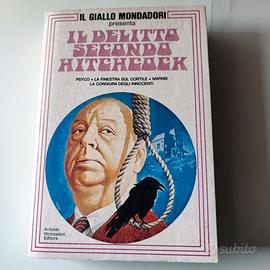 IL GIALLO MONDADORI
presenta
IL DELITTO
SECONDO
HITCHCOCK
PSYCO • LA FINESTRA SUL CORTILE • MARNIE
LA CONGIURA DEGLI INNOCENTI
Arnoldo
Mondadori
Editore
subito